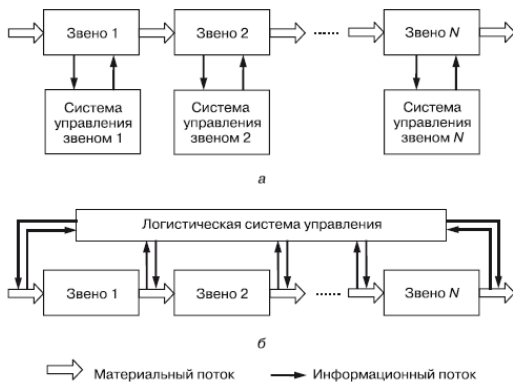 Звено 1
Звено 2
......
Звено N
Система
управления
звеном 1
Система
управления
звеном 2
Система
управления
звеном N
а
Логистическая система управления
Звено 1
Звено 2
......
Звено N
б
Материальный поток
Информационный поток